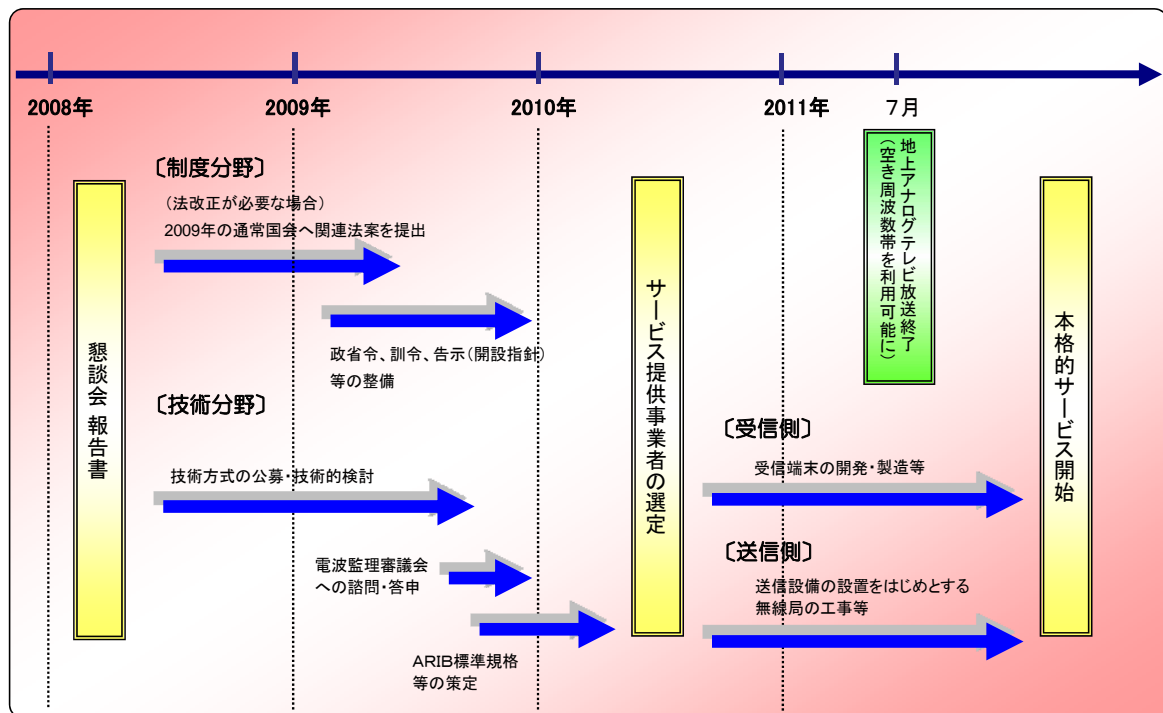 2008年
2009年
2010年
2011年
７月
懇談会 報告書
〔制度分野〕
（法改正が必要な場合）
2009年の通常国会へ関連法案を提出
政省令、訓令、告示（開設指針）
等の整備
〔技術分野〕
技術方式の公募・技術的検討
電波監理審議会
への諮問・答申
ARIB標準規格
等の策定
サービス提供事業者の選定
地上アナログテレビ放送終了
（空き周波数帯を利用可能に）
〔受信側〕
受信端末の開発・製造等
〔送信側〕
送信設備の設置をはじめとする
無線局の工事等
本格的サービス開始